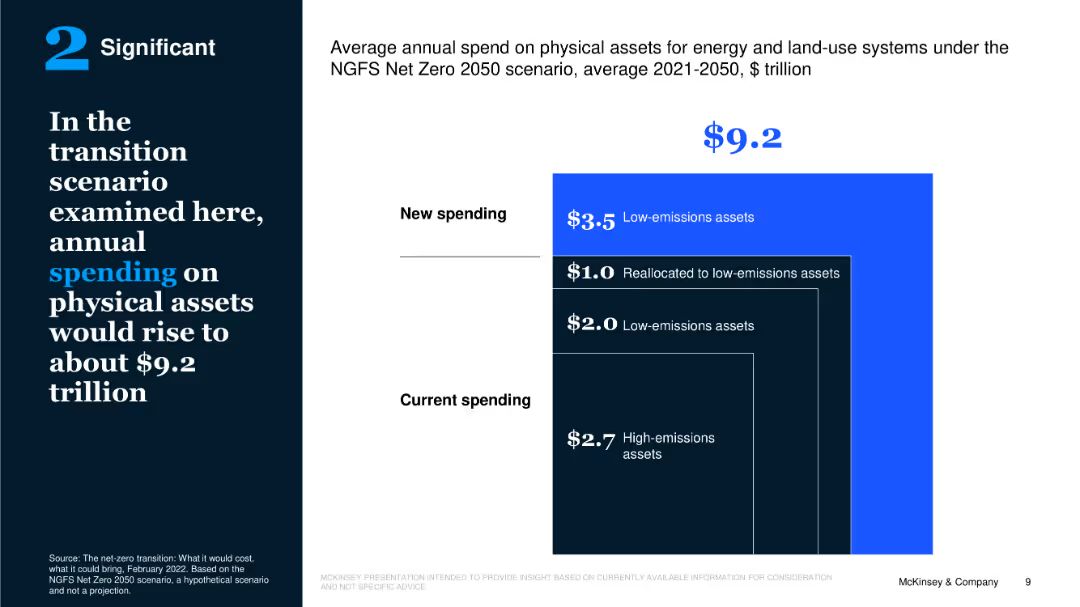 2 Significant
In the
transition
scenario
examined here,
annual
spending on
physical assets
would rise to
about $9.2
trillion
Source: The net-zero transition: What it would cost,
what it could bring, February 2022. Based on the
NGFS Net Zero 2050 scenario, a hypothetical scenario
and not a projection.
Average annual spend on physical assets for energy and land-use systems under the
NGFS Net Zero 2050 scenario, average 2021-2050, $ trillion
$9.2
New spending
$3.5 Low-emissions assets
$1.0 Reallocated to low-emissions assets
$2.0 Low-emissions assets
Current spending
$2.7 High-emissions
assets
MCKINSEY PRESENTATION INTENDED TO PROVIDE INSIGHT BASED ON CURRENTLY AVAILABLE INFORMATION FOR CONSIDERATION
AND NOT SPECIFIC ADVICE
McKinsey & Company 9